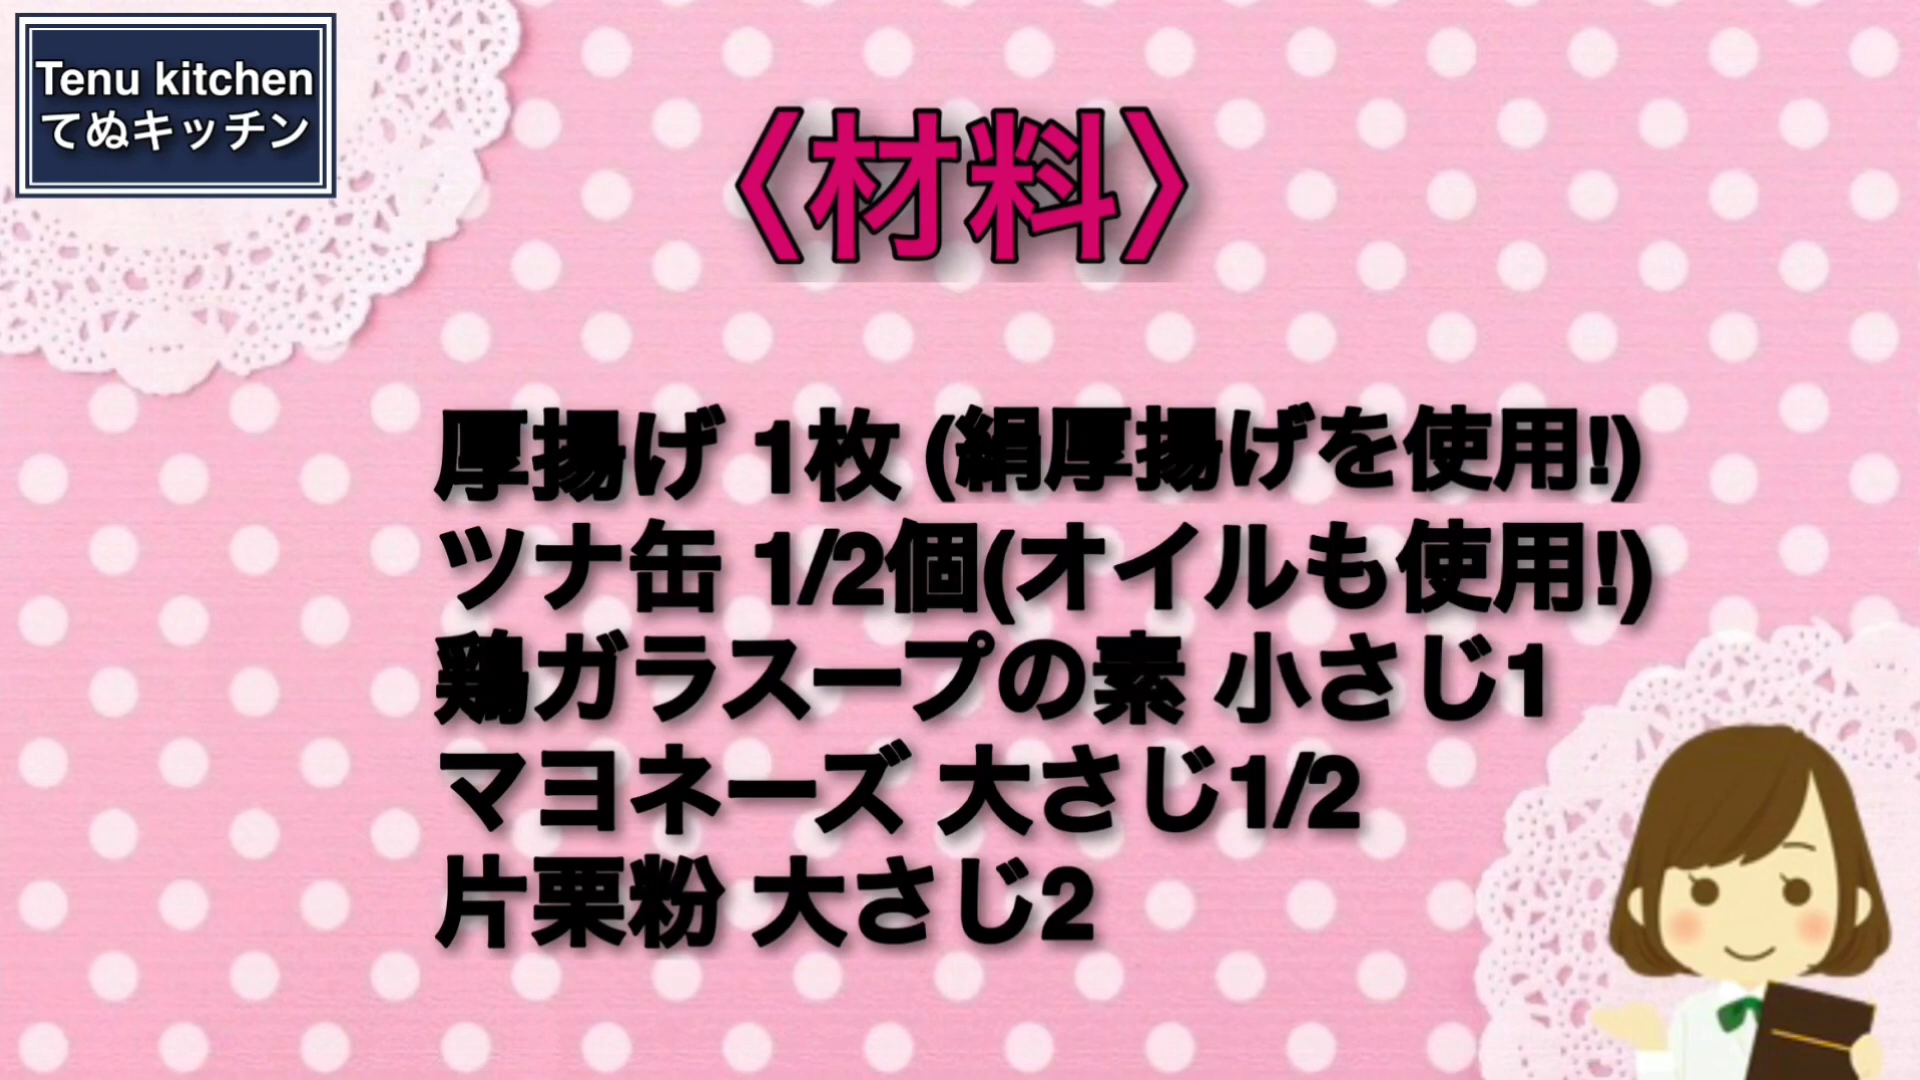 Tenu kitchen
てぬキッチン
〈材料〉
厚揚げ 1枚 (絹厚揚げを使用!)
ツナ缶 1/2個(オイルも使用!)
鶏ガラスープの素 小さじ1
マヨネーズ 大さじ1/2
片栗粉 大さじ2